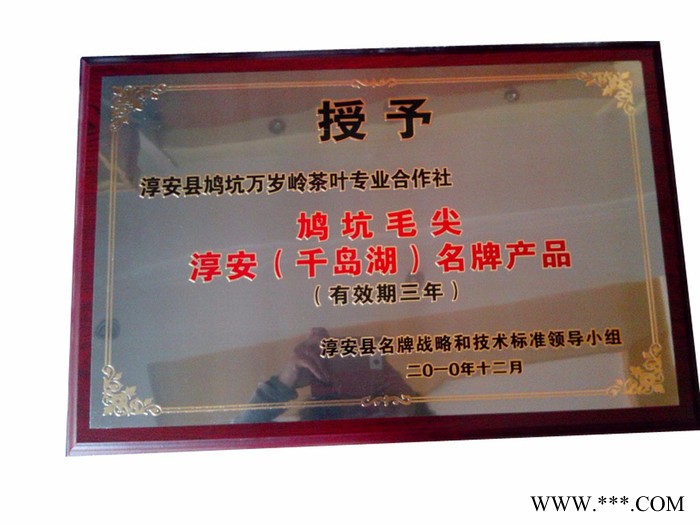 授予
淳安县鸠坑万岁岭茶叶专业合作社
鸠坑毛尖
淳安（千岛湖）名牌产品
（有效期三年）
淳安县名牌战略和技术标准领导小组
二○一○年十二月
WWW.***.COM